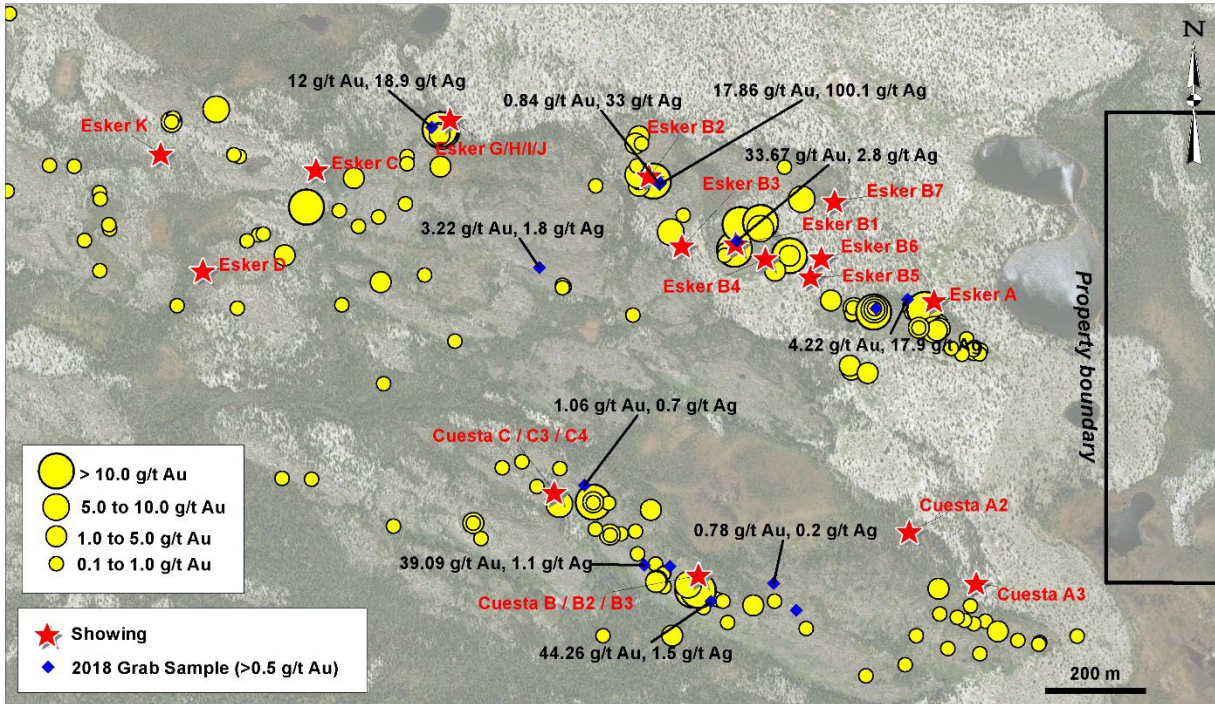 N
12 g/t Au, 18.9 g/t Ag
0.84 g/t Au, 33 g/t Ag
17.86 g/t Au, 100.1 g/t Ag
Esker K
Esker C
Esker G/H/I/J
Esker B2
33.67 g/t Au, 2.8 g/t Ag
Esker B3
Esker B7
Esker B1
3.22 g/t Au, 1.8 g/t Ag
Esker B6
Esker D
Esker B4
Esker B5
Esker A
4.22 g/t Au, 17.9 g/t Ag
Property boundary
1.06 g/t Au, 0.7 g/t Ag
Cuesta C / C3 / C4
Cuesta A2
0.78 g/t Au, 0.2 g/t Ag
39.09 g/t Au, 1.1 g/t Ag
Cuesta B / B2 / B3
Cuesta A3
44.26 g/t Au, 1.5 g/t Ag
> 10.0 g/t Au
5.0 to 10.0 g/t Au
1.0 to 5.0 g/t Au
0.1 to 1.0 g/t Au
Showing
2018 Grab Sample (>0.5 g/t Au)
200 m